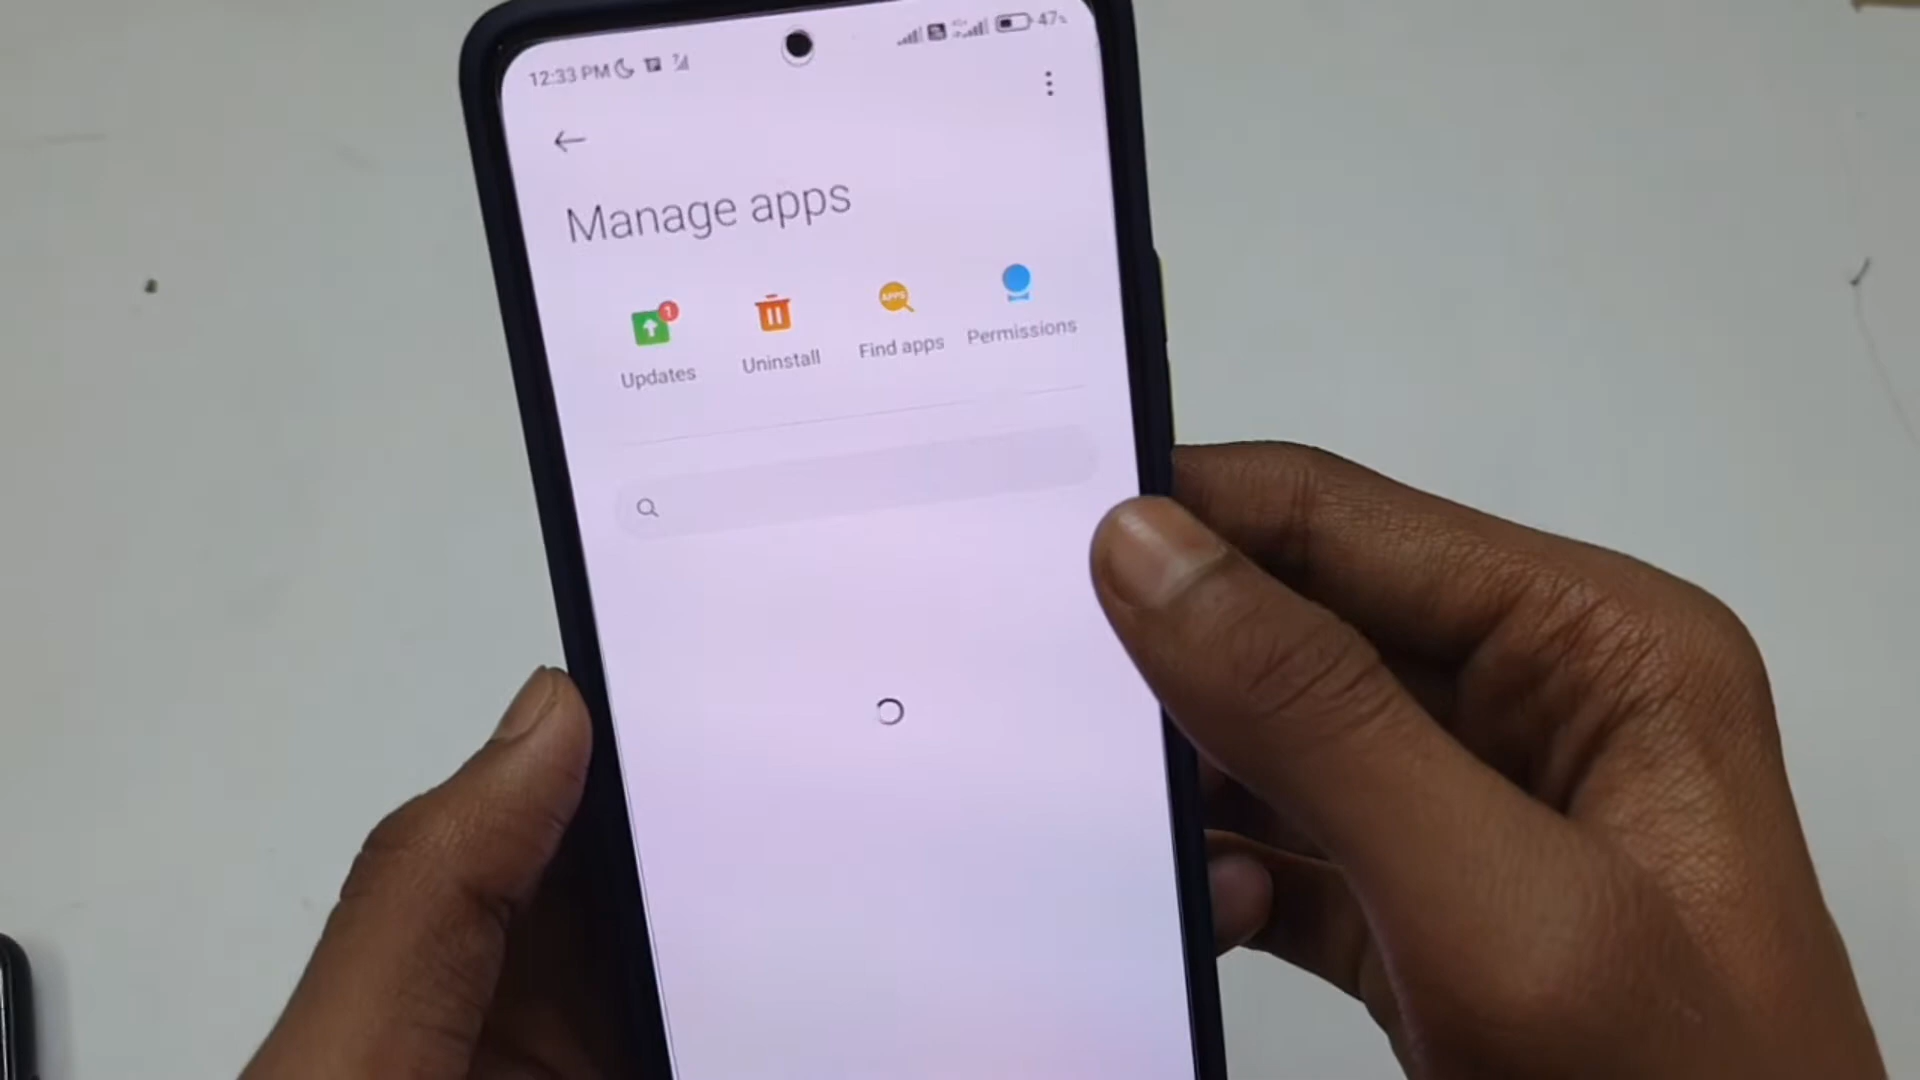 12:33 PM 47%
Manage apps
1
APPS
Updates Uninstall Find apps Permissions